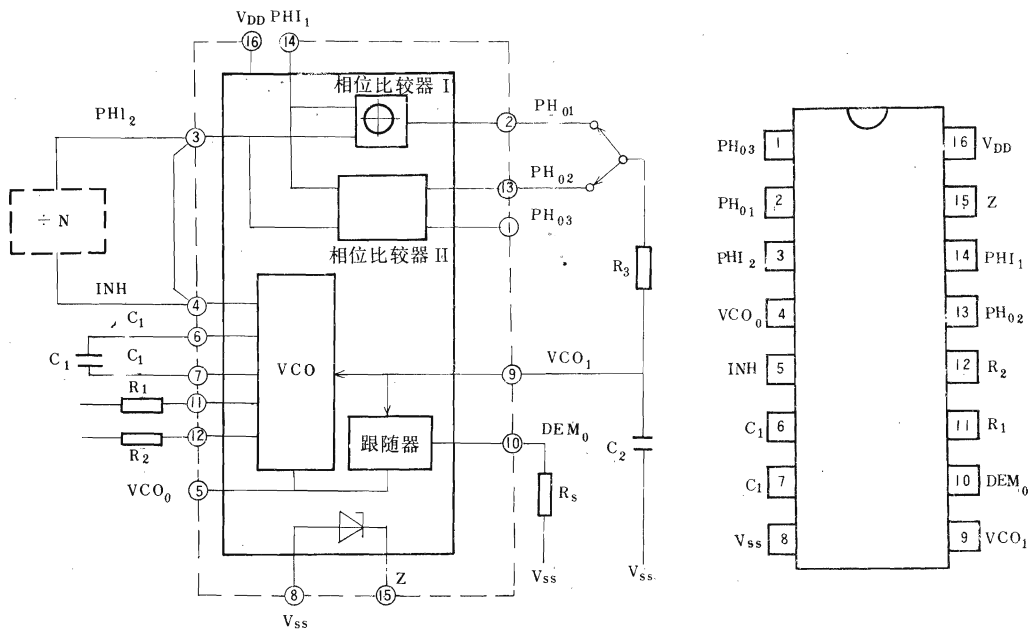 V_DD PHI_1
16 14
相位比较器 I
PHI_2
3
PH_01
2
÷ N
13
PH_02
1
PH_03
相位比较器 II
R_3
INH
4
C_1
6
C_1
C_1
7
VCO
VCO_1
9
R_1
11
R_2
12
跟随器
DEM_0
10
C_2
VCO_0
5
R_s
V_SS
V_SS
Z
8
15
V_SS
PH_03 1
16 V_DD
PH_01 2
15 Z
PHI_2 3
14 PHI_1
VCO_0 4
13 PH_02
INH 5
12 R_2
C_1 6
11 R_1
C_1 7
10 DEM_0
V_SS 8
9 VCO_1